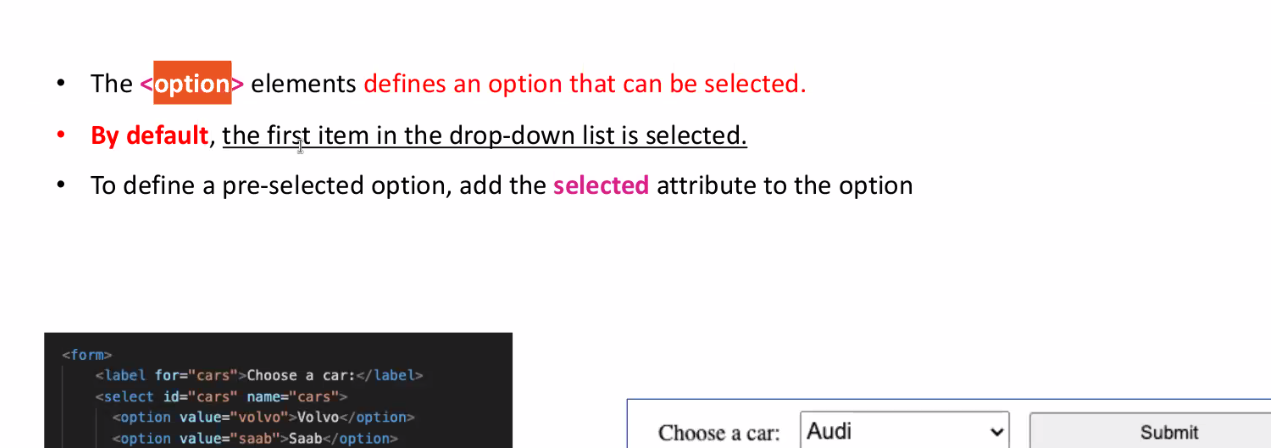 • The <option> elements defines an option that can be selected.
• By default, the first item in the drop-down list is selected.
• To define a pre-selected option, add the selected attribute to the option
<form>
<label for="cars">Choose a car:</label>
<select id="cars" name="cars">
<option value="volvo">Volvo</option>
<option value="saab">Saab</option>
Choose a car: Audi Submit